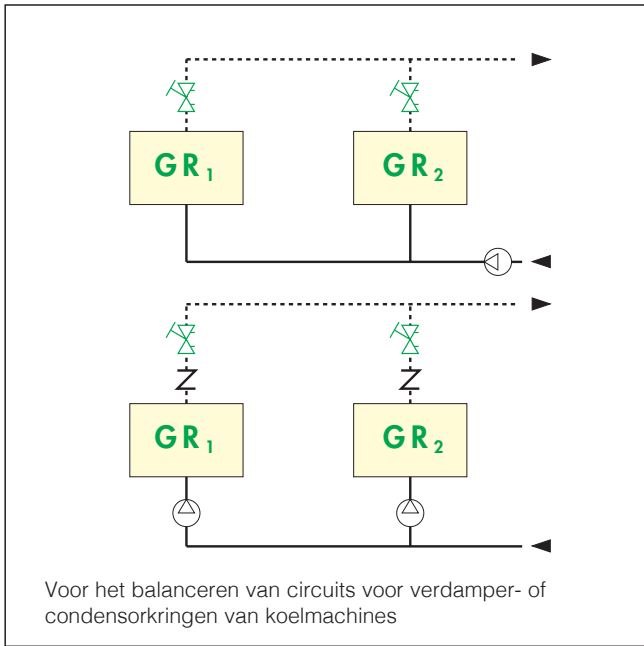 GR₁ GR₂
GR₁ GR₂
Voor het balanceren van circuits voor verdamper- of
condensorkringen van koelmachines